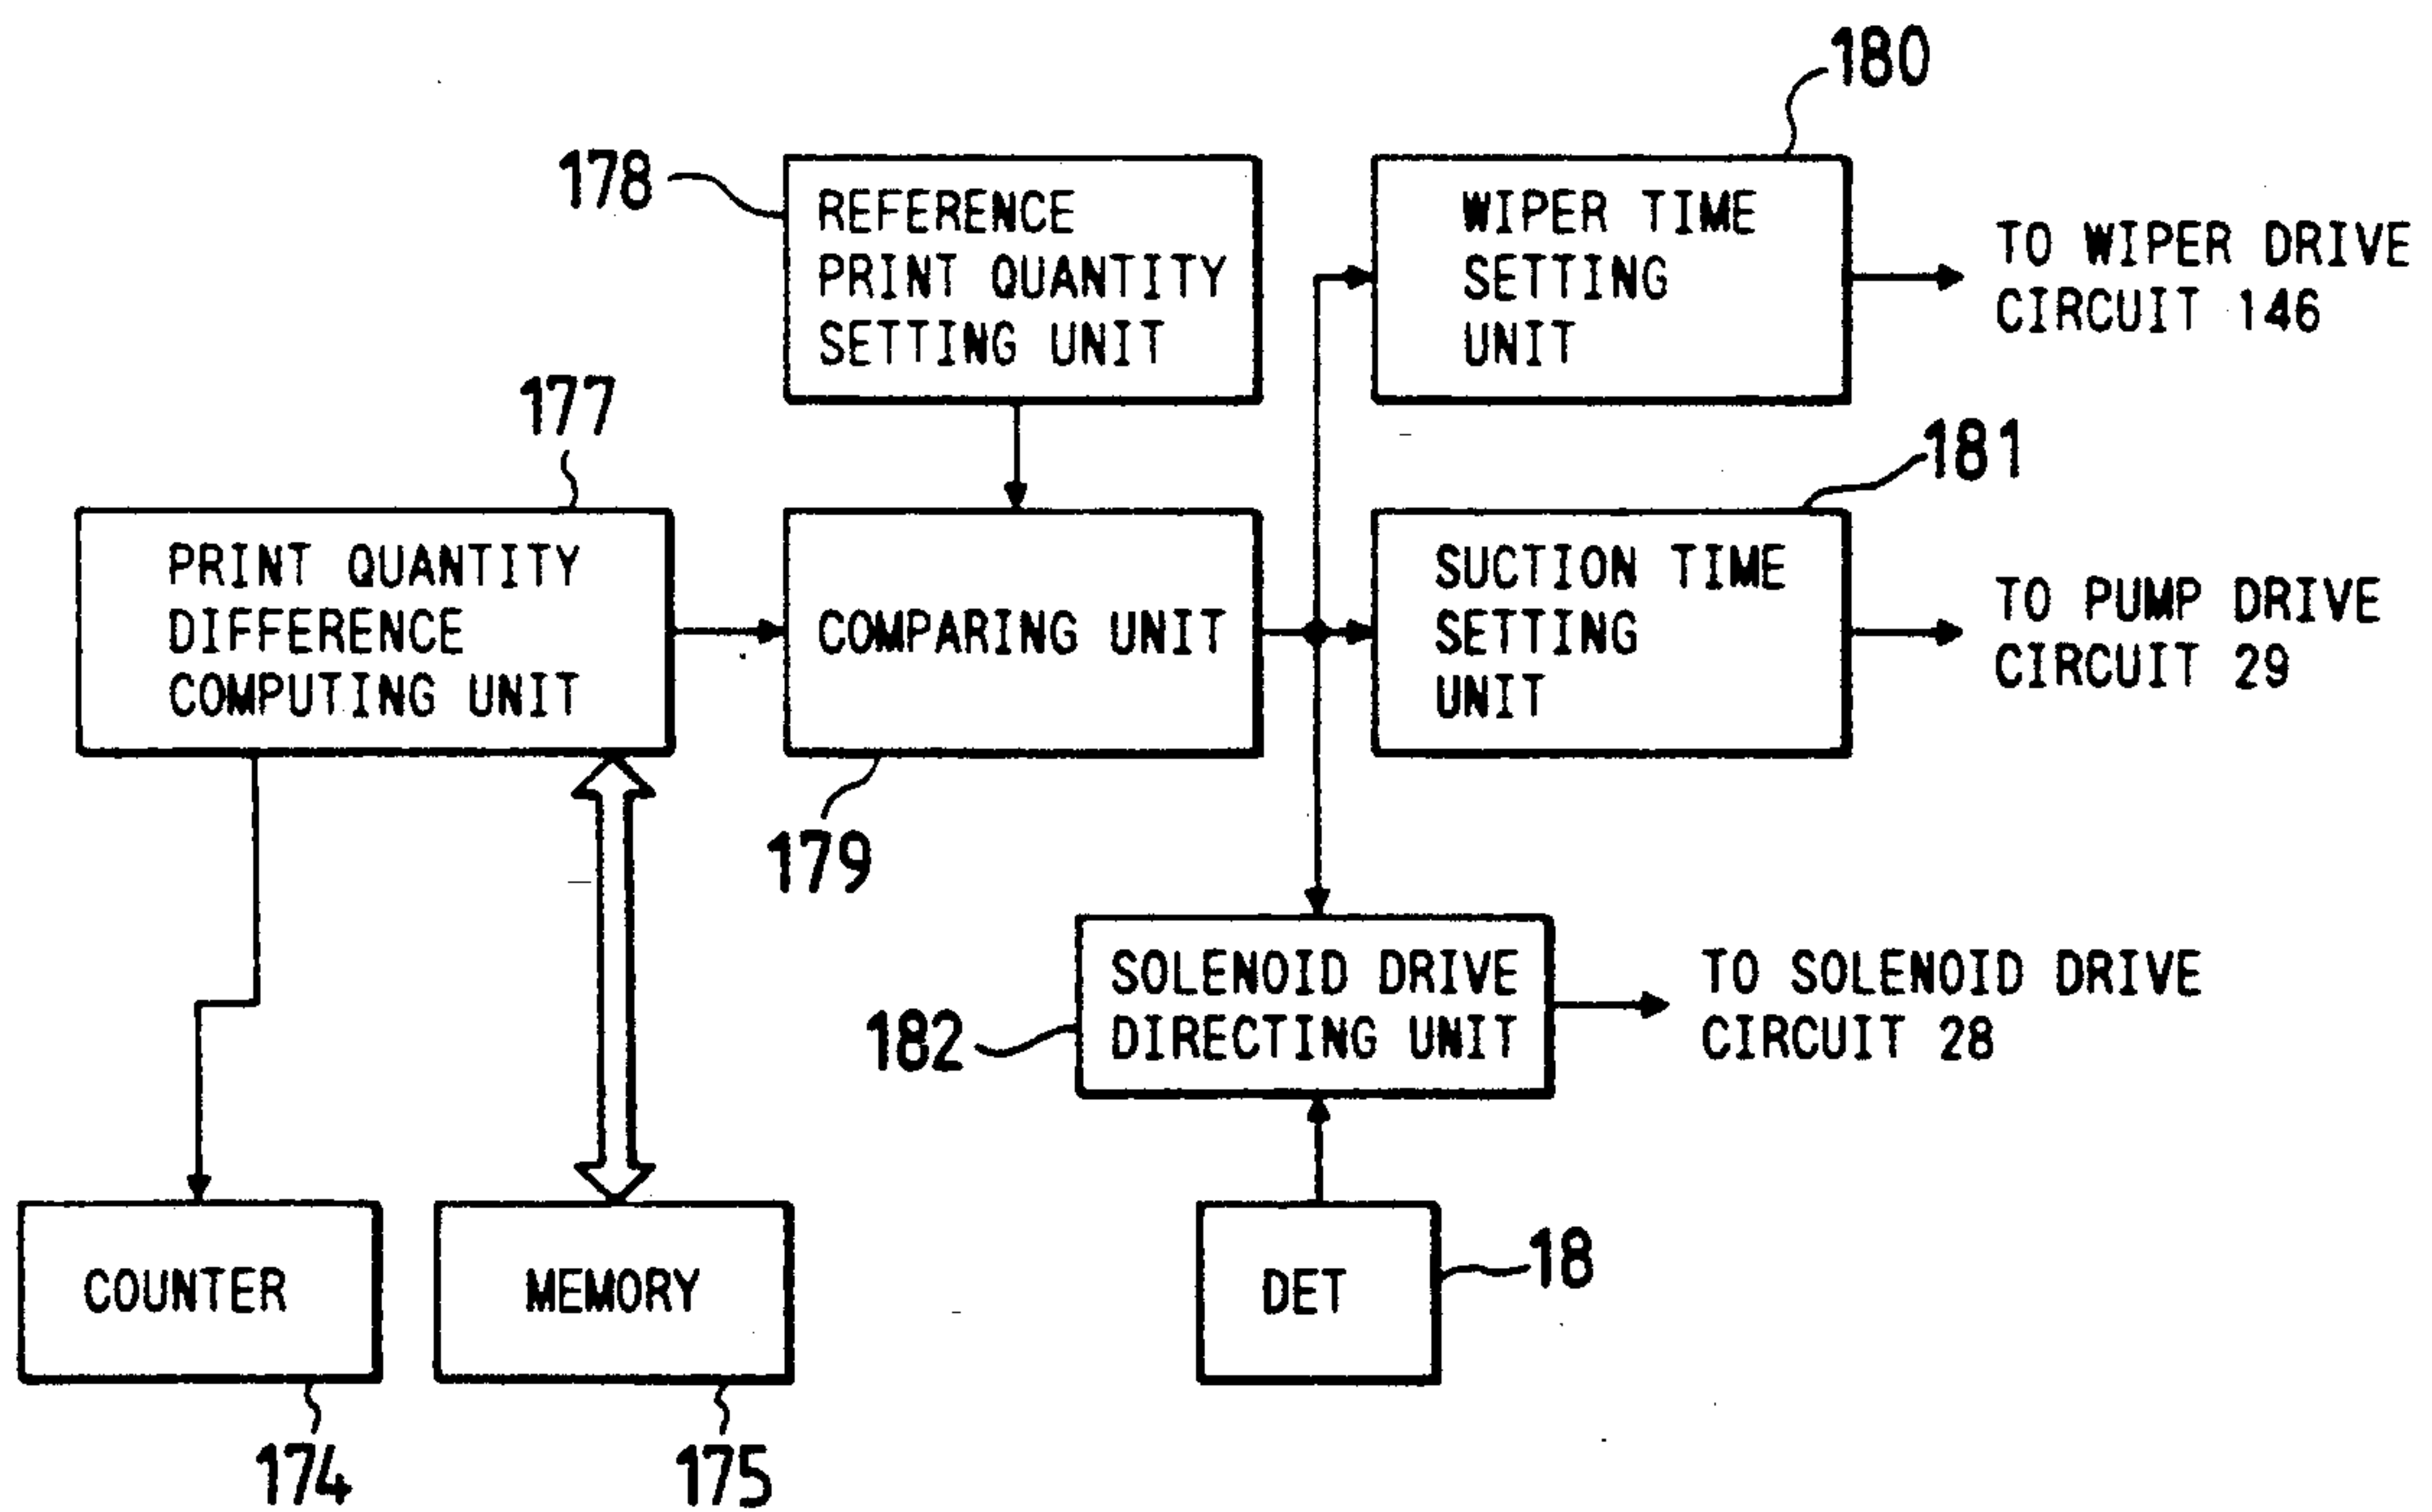 180
178
REFERENCE
PRINT QUANTITY
SETTING UNIT
WIPER TIME
SETTING
UNIT
TO WIPER DRIVE
CIRCUIT 146
177
181
PRINT QUANTITY
DIFFERENCE
COMPUTING UNIT
COMPARING UNIT
SUCTION TIME
SETTING
UNIT
TO PUMP DRIVE
CIRCUIT 29
179
182
SOLENOID DRIVE
DIRECTING UNIT
TO SOLENOID DRIVE
CIRCUIT 28
COUNTER
MEMORY
DET
18
174
175